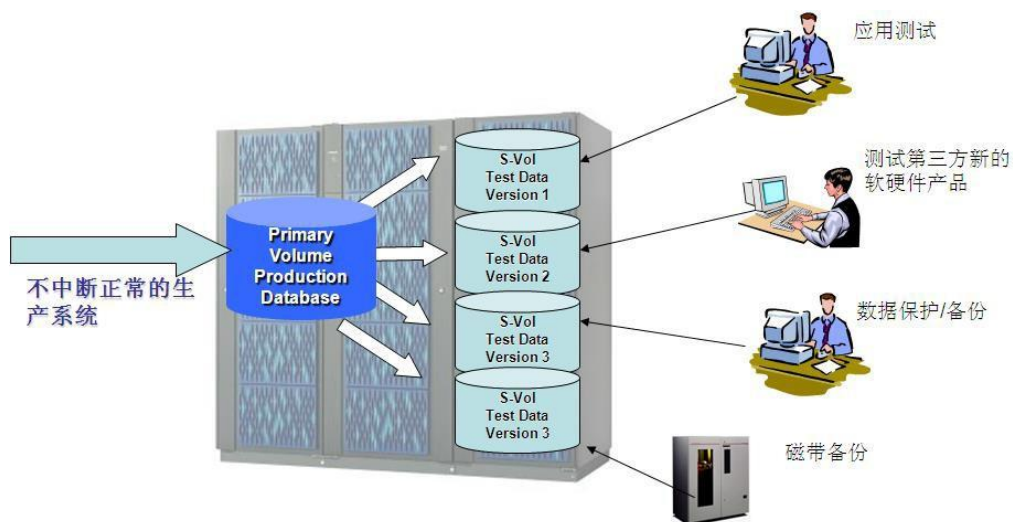 应用测试
S-Vol
Test Data
Version 1
测试第三方新的
软硬件产品
Primary
Volume
Production
Database
S-Vol
Test Data
Version 2
不中断正常的生
产系统
S-Vol
Test Data
Version 3
数据保护/备份
S-Vol
Test Data
Version 3
磁带备份